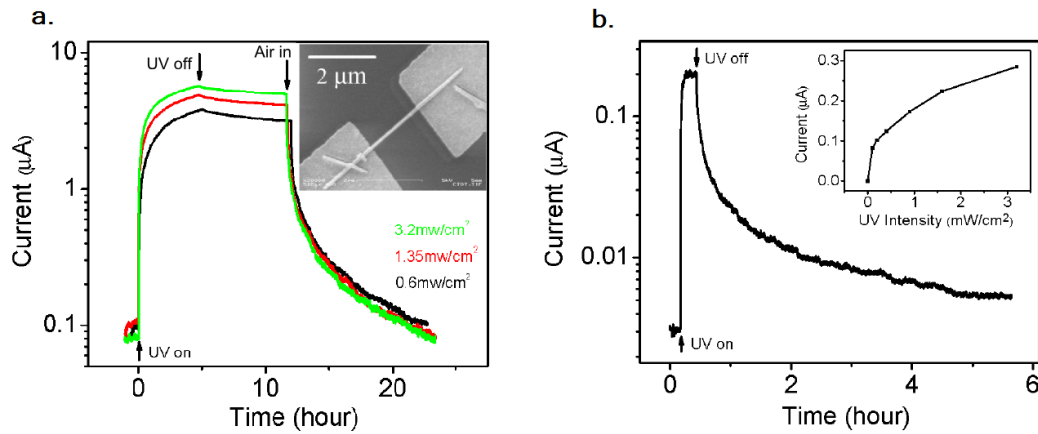 a.
10
1
0.1
Current (μA)
0
10
20
Time (hour)
UV off
Air in
UV on
2 μm
3.2mw/cm²
1.35mw/cm²
0.6mw/cm²
b.
0.1
0.01
Current (μA)
0
2
4
6
Time (hour)
UV off
UV on
0.3
0.2
0.1
0.0
Current (μA)
0
1
2
3
UV Intensity (mW/cm²)